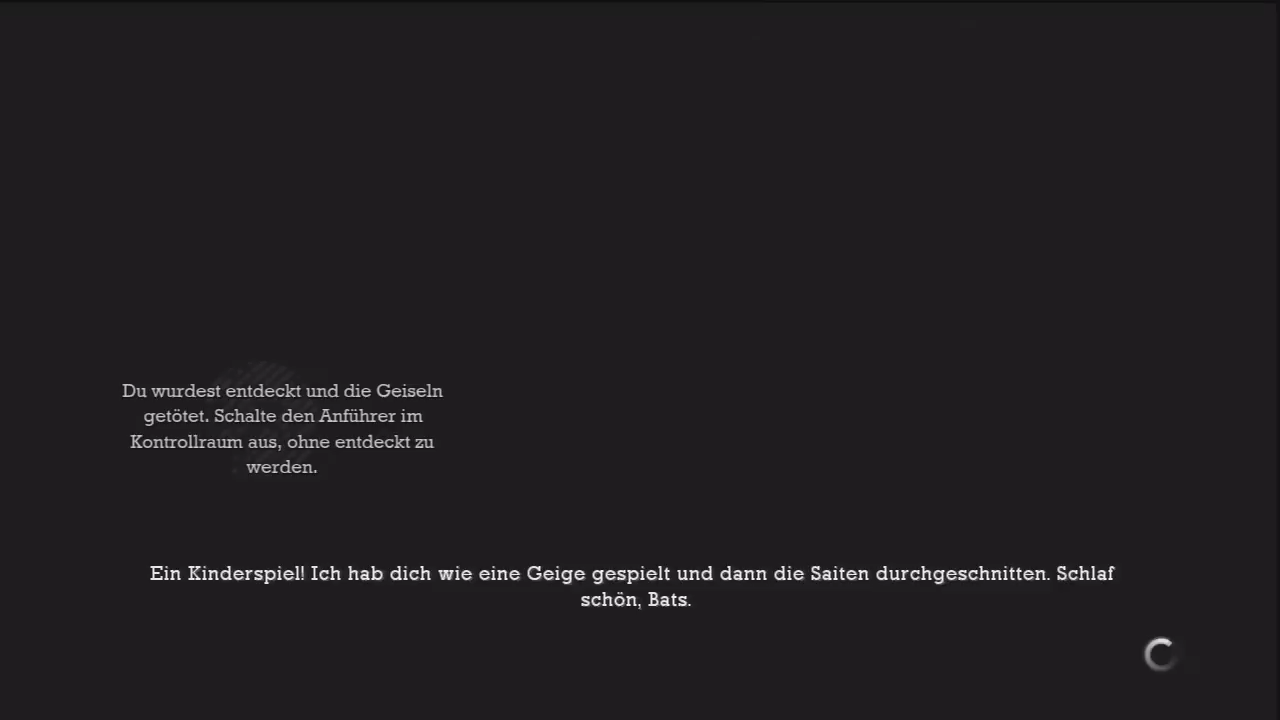 Du wurdest entdeckt und die Geiseln
getötet. Schalte den Anführer im
Kontrollraum aus, ohne entdeckt zu
werden.
Ein Kinderspiel! Ich hab dich wie eine Geige gespielt und dann die Saiten durchgeschnitten. Schlaf
schön, Bats.